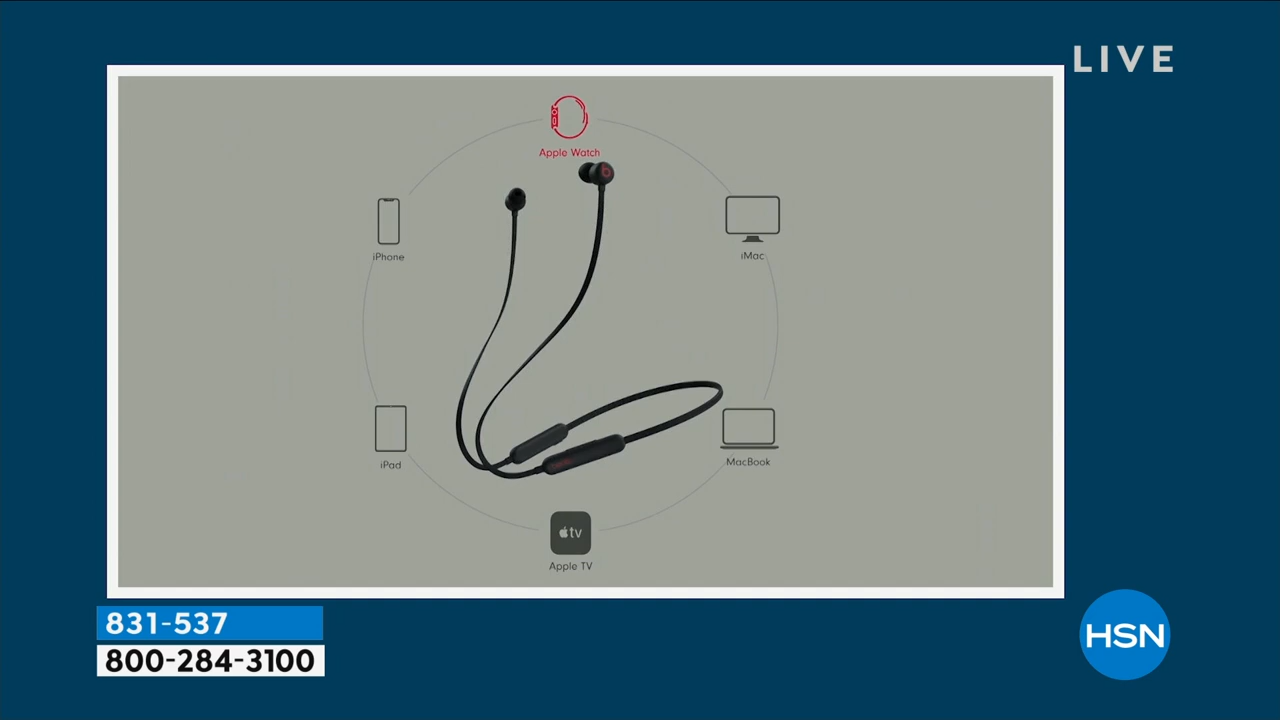 LIVE
Apple Watch
iPhone
iMac
iPad
MacBook
tv
Apple TV
831-537
800-284-3100
HSN